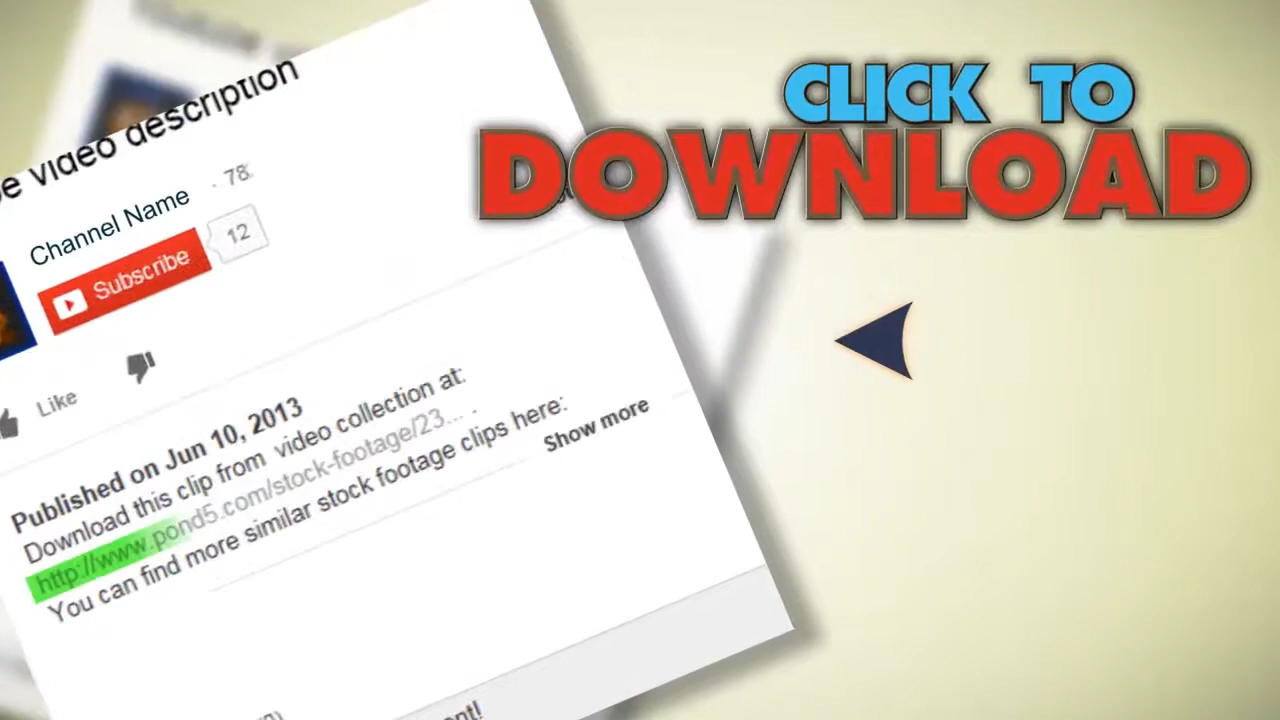 CLICK TO
DOWNLOAD
video description
Channel Name
78
Subscribe
12
Like
Published on Jun 10, 2013
Download this clip from video collection at:
http://www.pond5.com/stock-footage/23...
You can find more similar stock footage clips here:
Show more